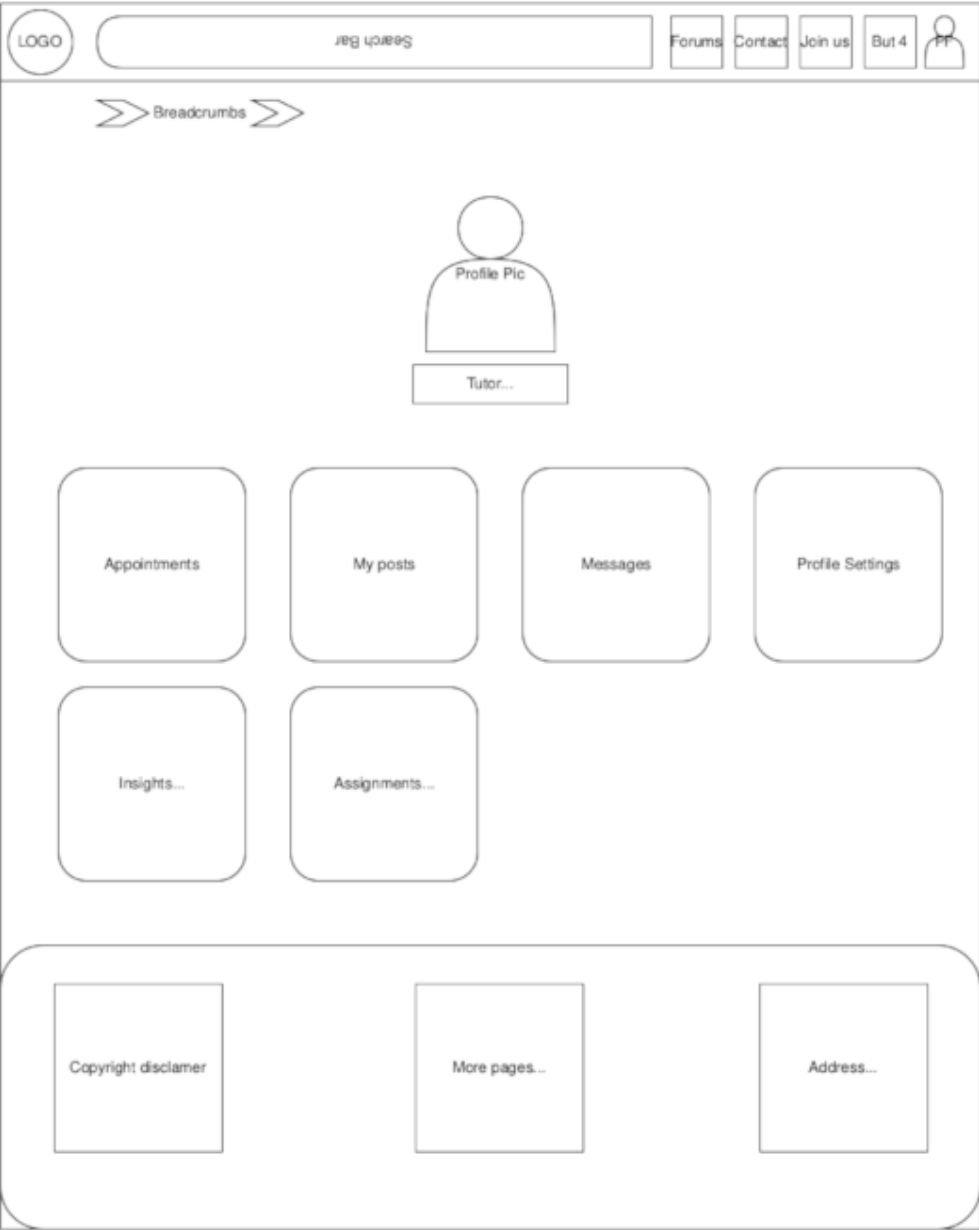 LOGO
Search Bar
Forums
Contact
Join us
But 4
PF
Breadcrumbs
Profile Pic
Tutor...
Appointments
My posts
Messages
Profile Settings
Insights...
Assignments...
Copyright disclamer
More pages...
Address...